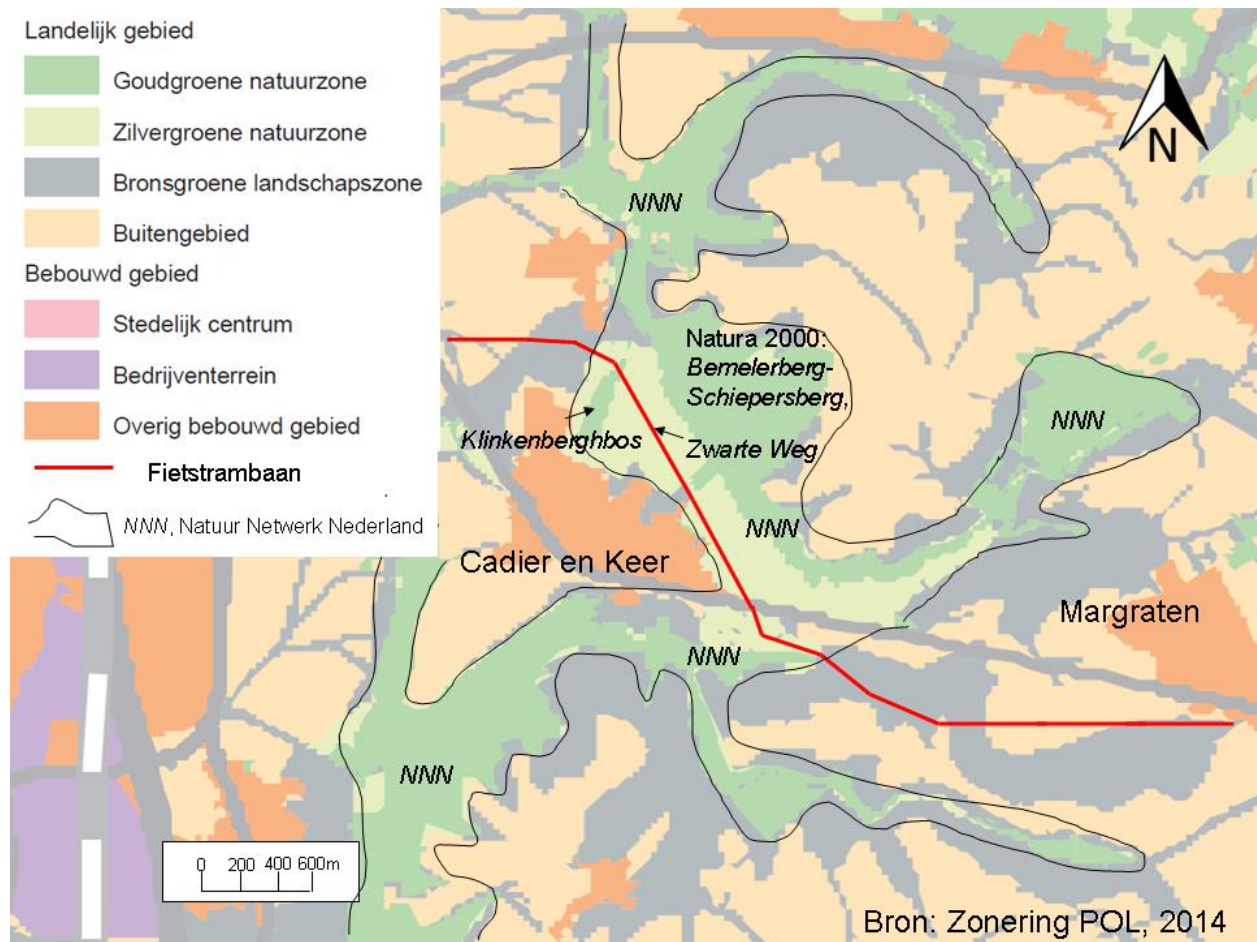 Landelijk gebied
Goudgroene natuurzone
Zilvergroene natuurzone
Bronsgroene landschapszone
Buitengebied
Bebouwd gebied
Stedelijk centrum
Bedrijventerrein
Overig bebouwd gebied
Fietstrambaan
NNN, Natuur Netwerk Nederland
N
NNN
Natura 2000:
Bemelerberg-
Schiepersberg,
Klinkenberghbos
Zwarte Weg
NNN
NNN
Cadier en Keer
Margraten
NNN
NNN
0 200 400 600m
Bron: Zonering POL, 2014